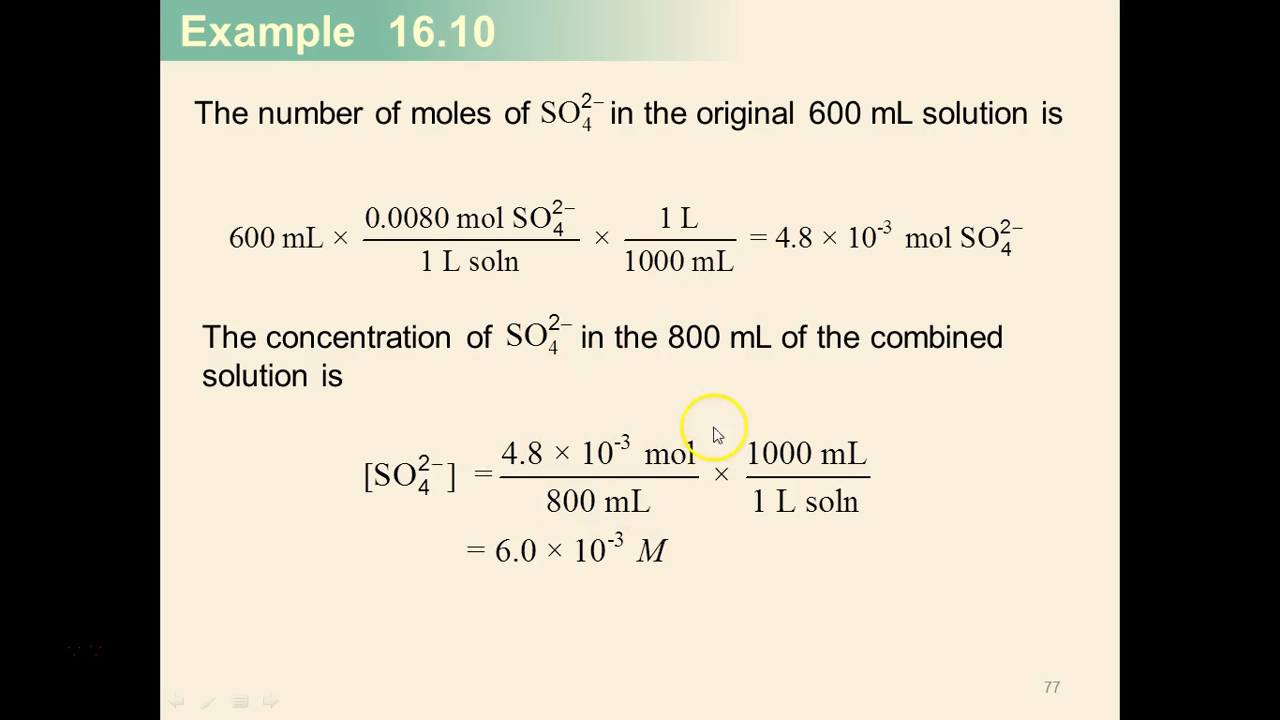 Example 16.10
The number of moles of SO₄²⁻ in the original 600 mL solution is
600 mL × 0.0080 mol SO₄²⁻ / 1 L soln × 1 L / 1000 mL = 4.8 × 10⁻³ mol SO₄²⁻
The concentration of SO₄²⁻ in the 800 mL of the combined
solution is
[SO₄²⁻] = 4.8 × 10⁻³ mol / 800 mL × 1000 mL / 1 L soln
= 6.0 × 10⁻³ M
77